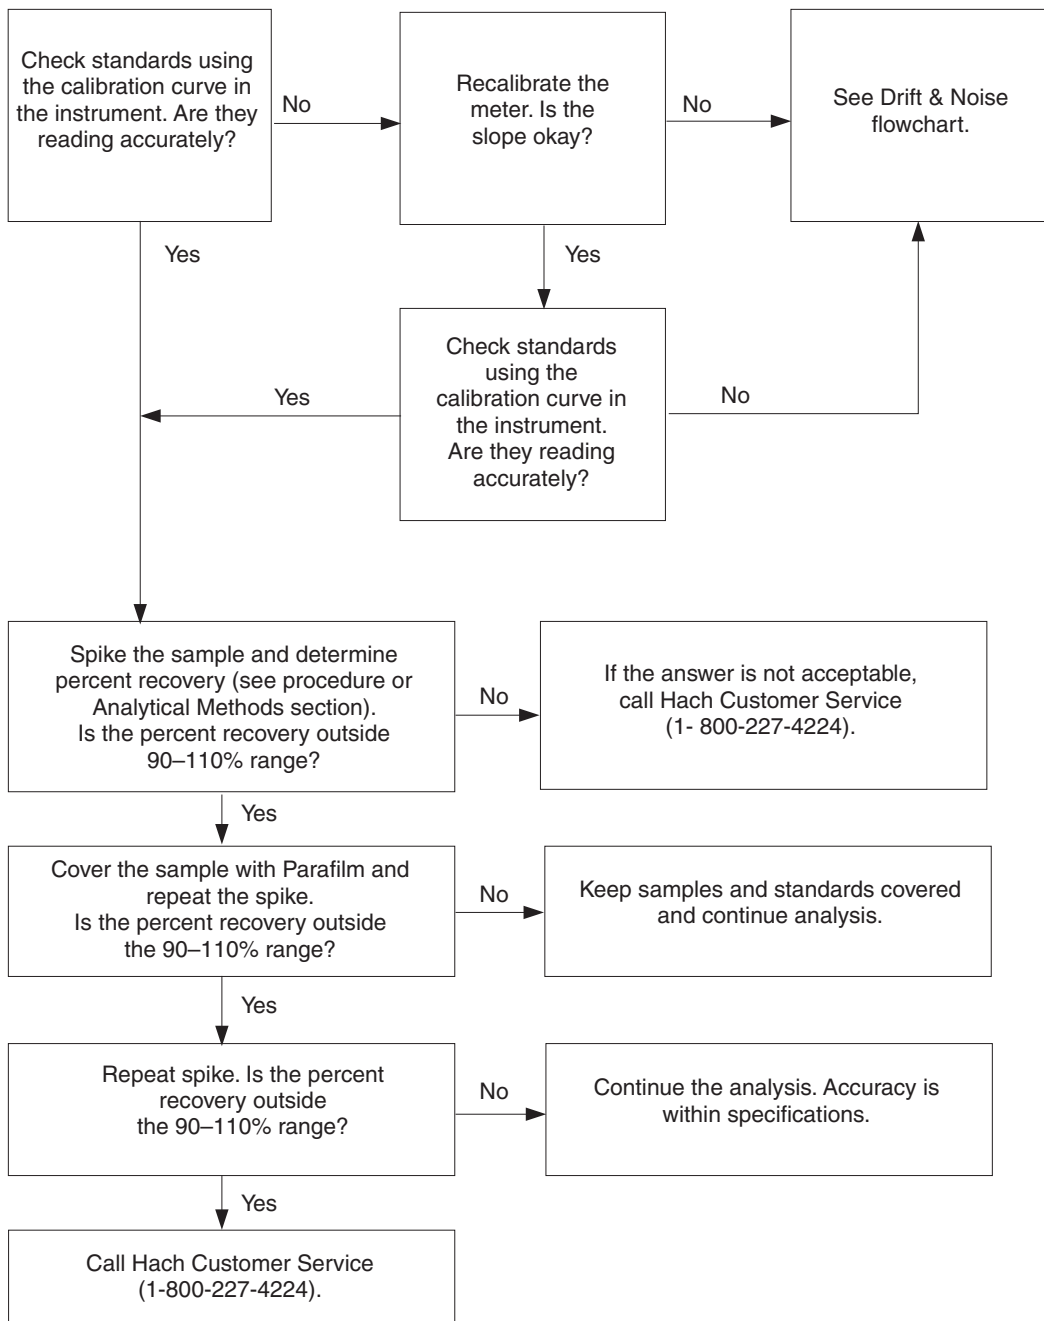 Check standards using
the calibration curve in
the instrument. Are they
reading accurately?
No
Recalibrate the
meter. Is the
slope okay?
No
See Drift & Noise
flowchart.
Yes
Yes
Check standards
using the
calibration curve in
the instrument.
Are they reading
accurately?
Yes
No
Spike the sample and determine
percent recovery (see procedure or
Analytical Methods section).
Is the percent recovery outside
90–110% range?
No
If the answer is not acceptable,
call Hach Customer Service
(1- 800-227-4224).
Yes
Cover the sample with Parafilm and
repeat the spike.
Is the percent recovery outside
the 90–110% range?
No
Keep samples and standards covered
and continue analysis.
Yes
Repeat spike. Is the percent
recovery outside
the 90–110% range?
No
Continue the analysis. Accuracy is
within specifications.
Yes
Call Hach Customer Service
(1-800-227-4224).